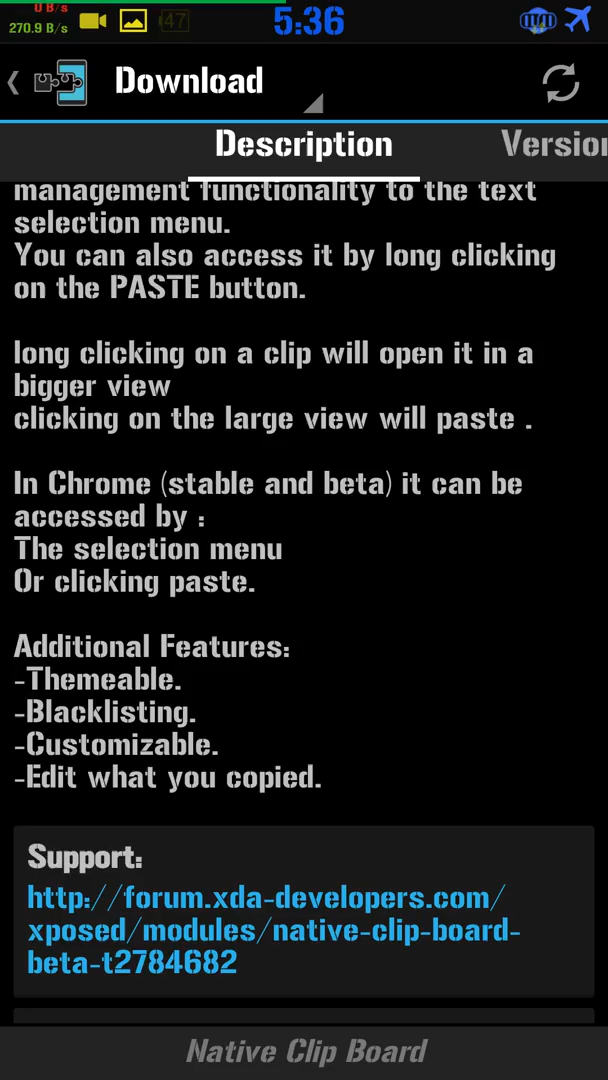 0 B/s
270.9 B/s
47
5:36
Download
Description
Version
management functionality to the text
selection menu.
You can also access it by long clicking
on the PASTE button.
long clicking on a clip will open it in a
bigger view
clicking on the large view will paste .
In Chrome (stable and beta) it can be
accessed by :
The selection menu
Or clicking paste.
Additional Features:
-Themeable.
-Blacklisting.
-Customizable.
-Edit what you copied.
Support:
http://forum.xda-developers.com/
xposed/modules/native-clip-board-
beta-t2784682
Native Clip Board